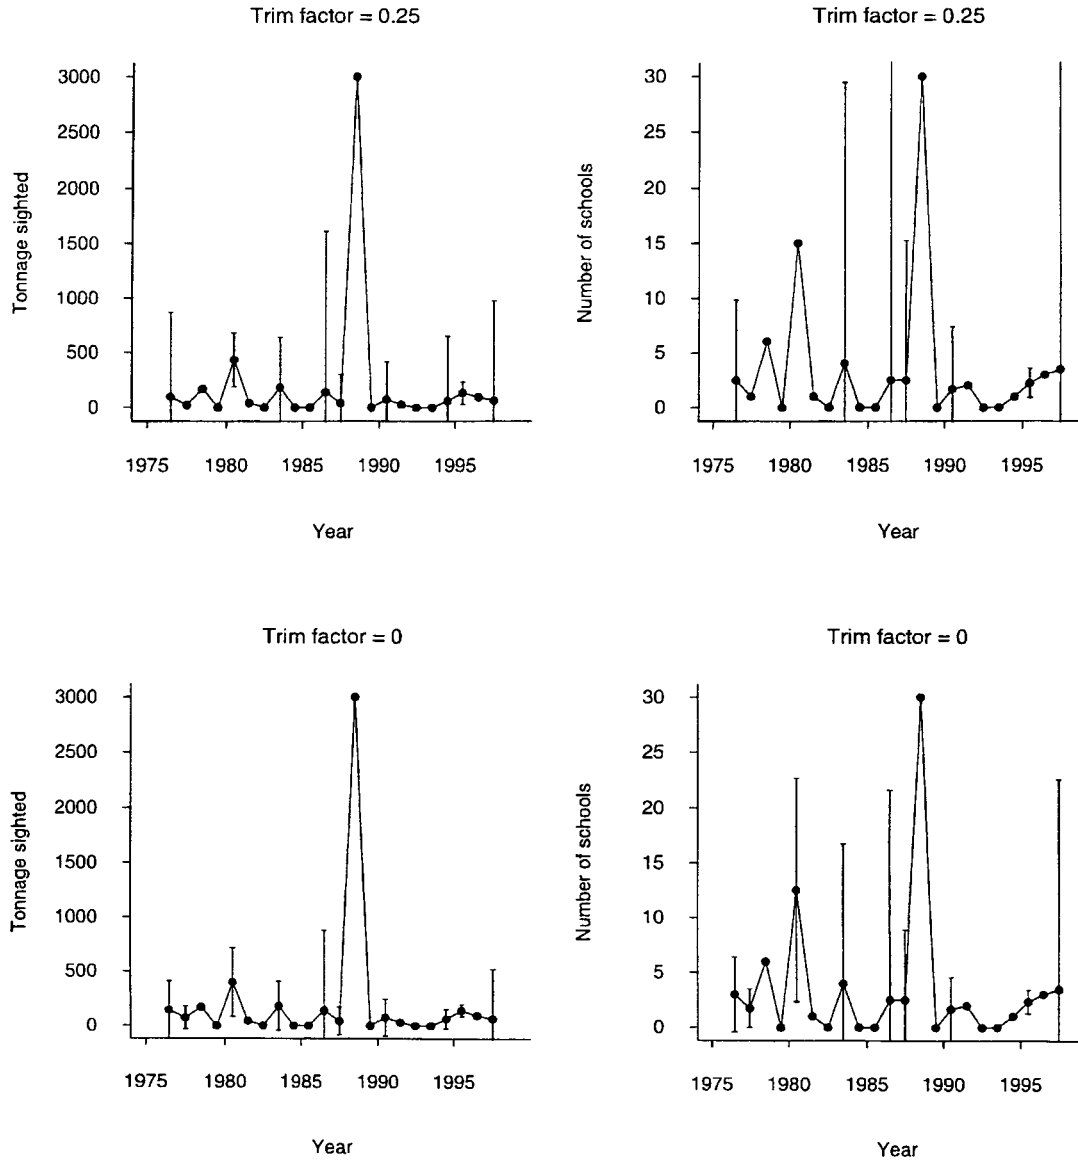 Trim factor = 0.25
Tonnage sighted
3000
2500
2000
1500
1000
500
0
1975 1980 1985 1990 1995
Year
Trim factor = 0.25
Number of schools
30
25
20
15
10
5
0
1975 1980 1985 1990 1995
Year
Trim factor = 0
Tonnage sighted
3000
2500
2000
1500
1000
500
0
1975 1980 1985 1990 1995
Year
Trim factor = 0
Number of schools
30
25
20
15
10
5
0
1975 1980 1985 1990 1995
Year